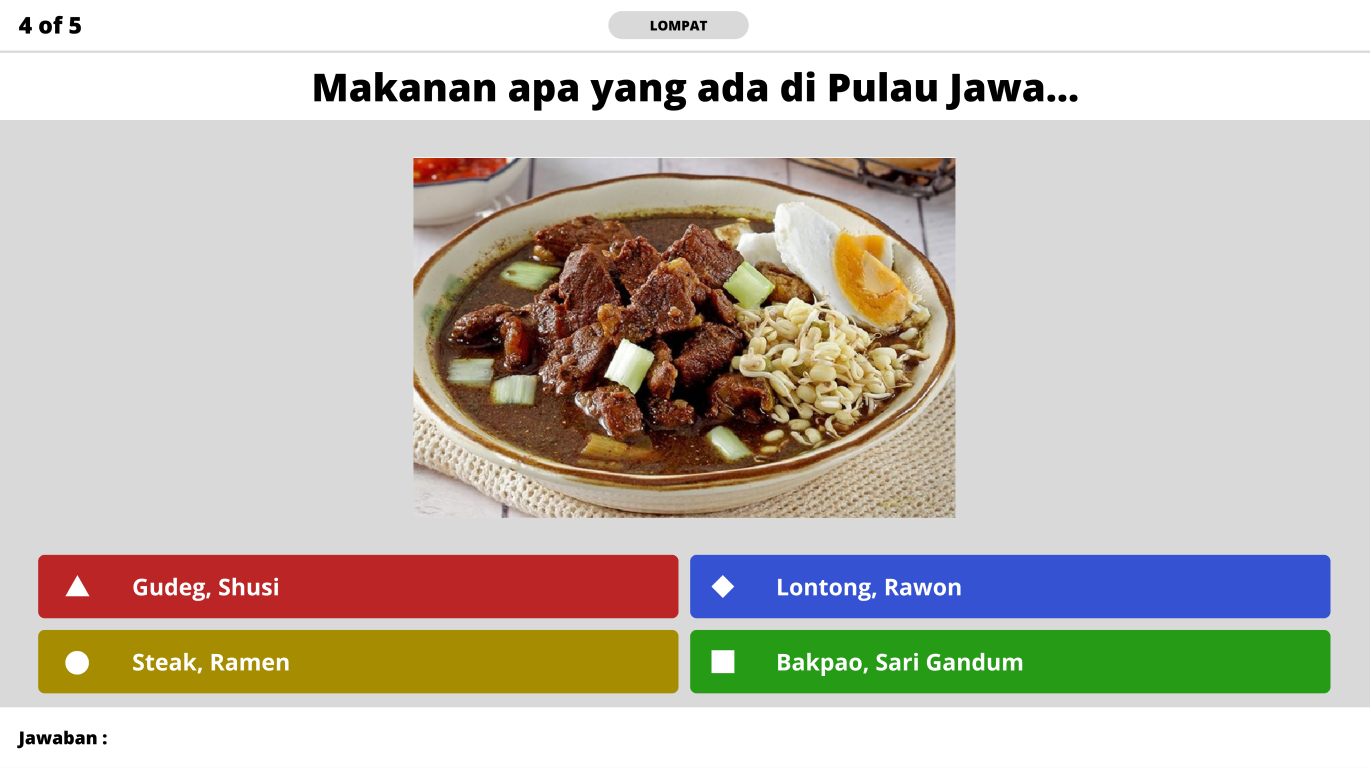 4 of 5
LOMPAT
Makanan apa yang ada di Pulau Jawa...
Gudeg, Shusi
Lontong, Rawon
Steak, Ramen
Bakpao, Sari Gandum
Jawaban :